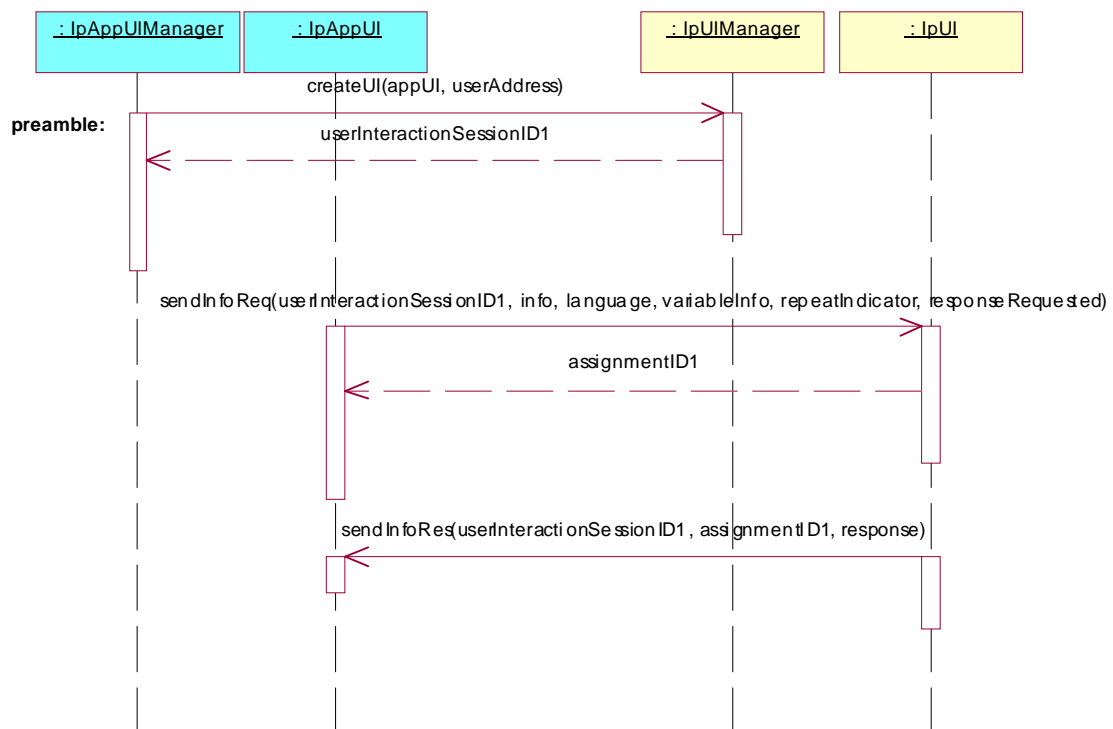 : IpAppUIManager
: IpAppUI
: IpUIManager
: IpUI
createUI(appUI, userAddress)
preamble:
userInteractionSessionID1
sendInfoReq(userInteractionSessionID1, info, language, variableInfo, repeatIndicator, responseRequested)
assignmentID1
sendInfoRes(userInteractionSessionID1, assignmentID1, response)